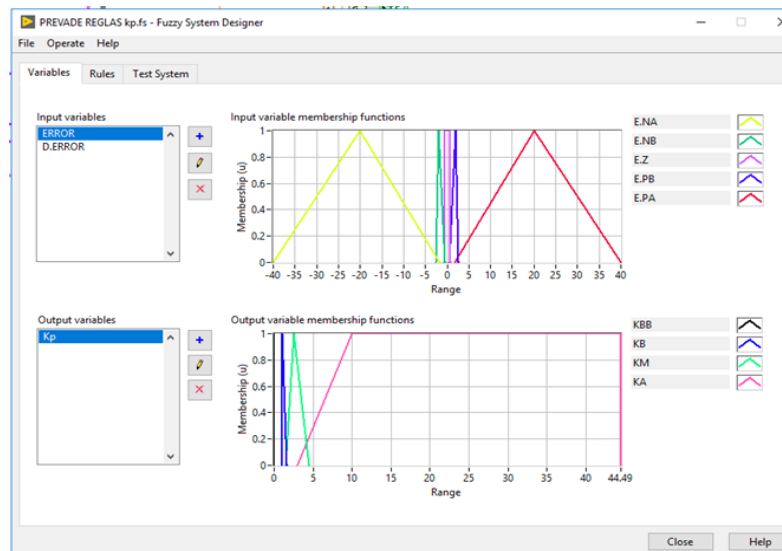 PREVADE REGLAS kp.fs - Fuzzy System Designer
File Operate Help
Variables Rules Test System
Input variables
ERROR
D.ERROR
Input variable membership functions
Membership (u)
1
0.8
0.6
0.4
0.2
0
-40 -35 -30 -25 -20 -15 -10 -5 0 5 10 15 20 25 30 35 40
Range
E.NA
E.NB
E.Z
E.PB
E.PA
Output variables
Kp
Output variable membership functions
Membership (u)
1
0.8
0.6
0.4
0.2
0
0 5 10 15 20 25 30 35 40 44,49
Range
KBB
KB
KM
KA
Close Help